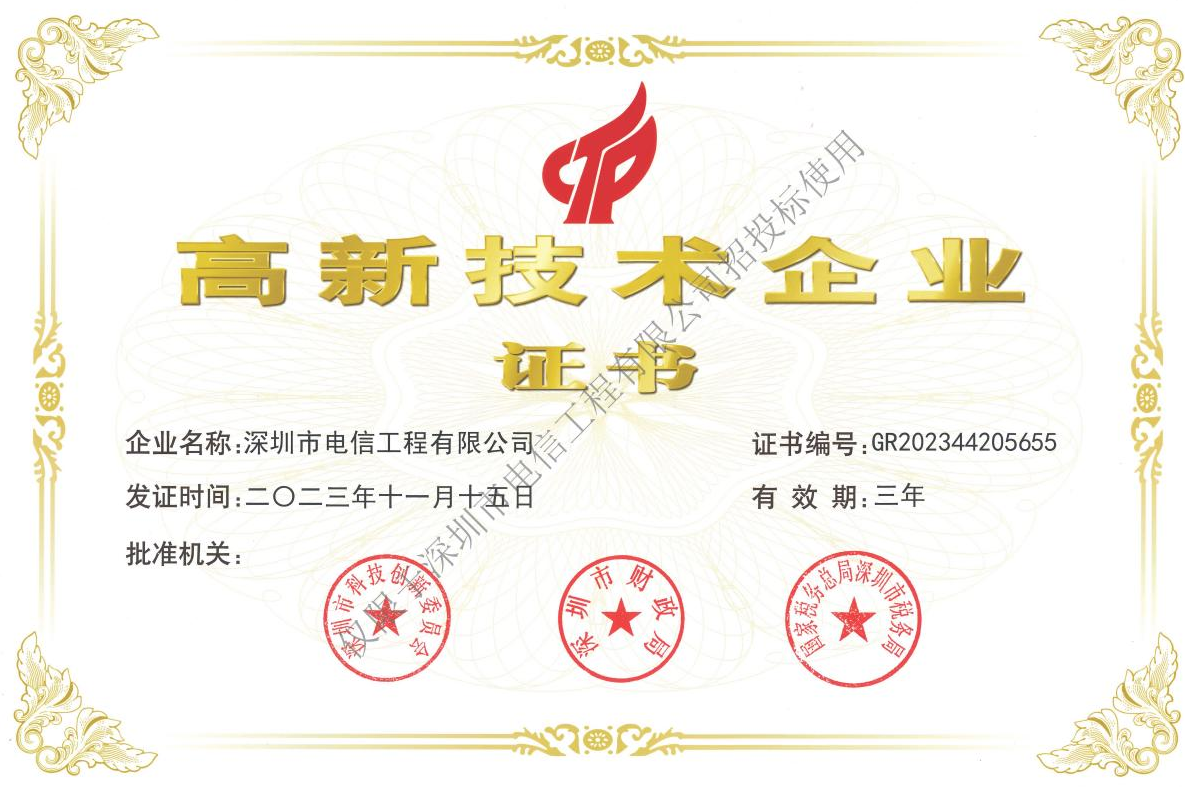 高新技术企业
证书
企业名称:深圳市电信工程有限公司
证书编号:GR202344205655
发证时间:二〇二三年十一月十五日
有效期:三年
批准机关:
深圳市科技创新委员会
深圳市财政局
国家税务总局深圳市税务局
仅限于深圳市电信工程有限公司招投标使用